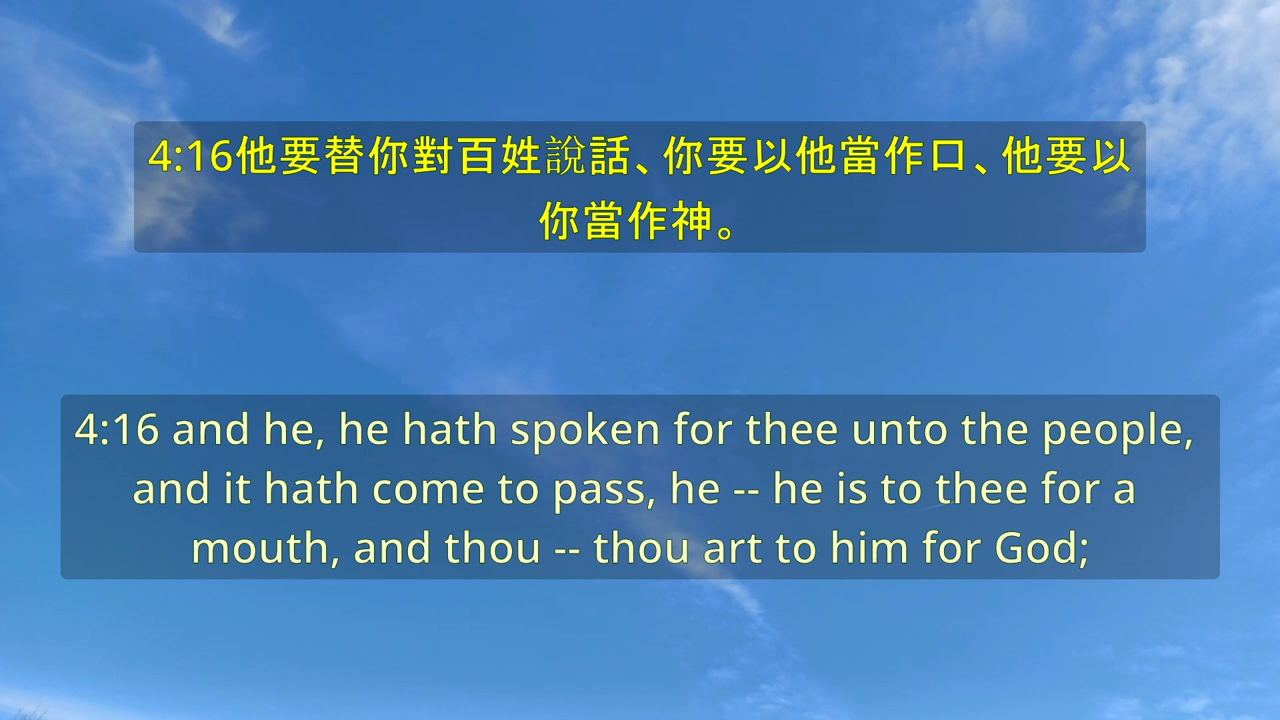 4:16他要替你對百姓說話、你要以他當作口、他要以
你當作神。
4:16 and he, he hath spoken for thee unto the people,
and it hath come to pass, he -- he is to thee for a
mouth, and thou -- thou art to him for God;